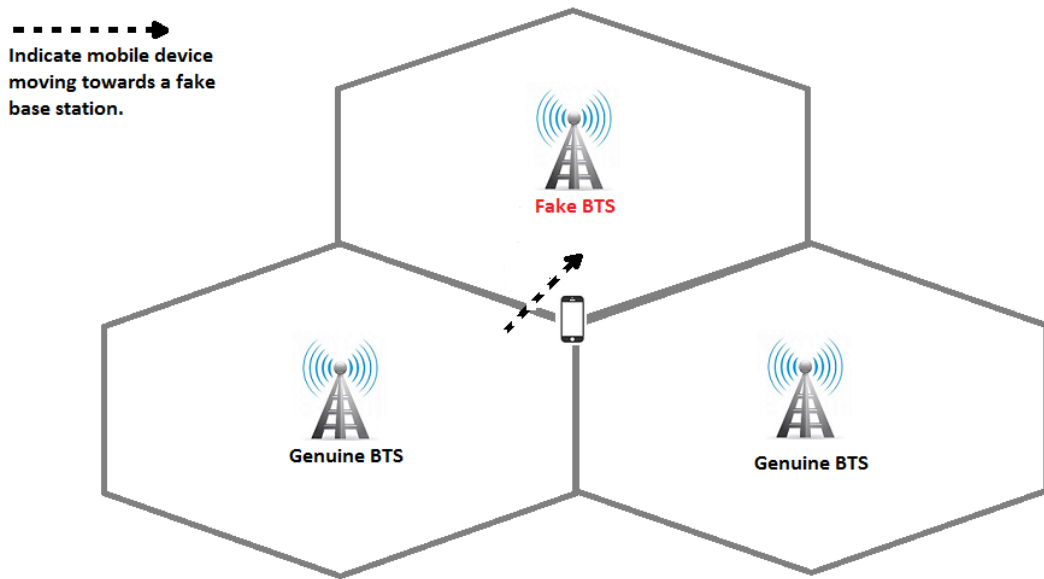 Indicate mobile device
moving towards a fake
base station.
Fake BTS
Genuine BTS
Genuine BTS